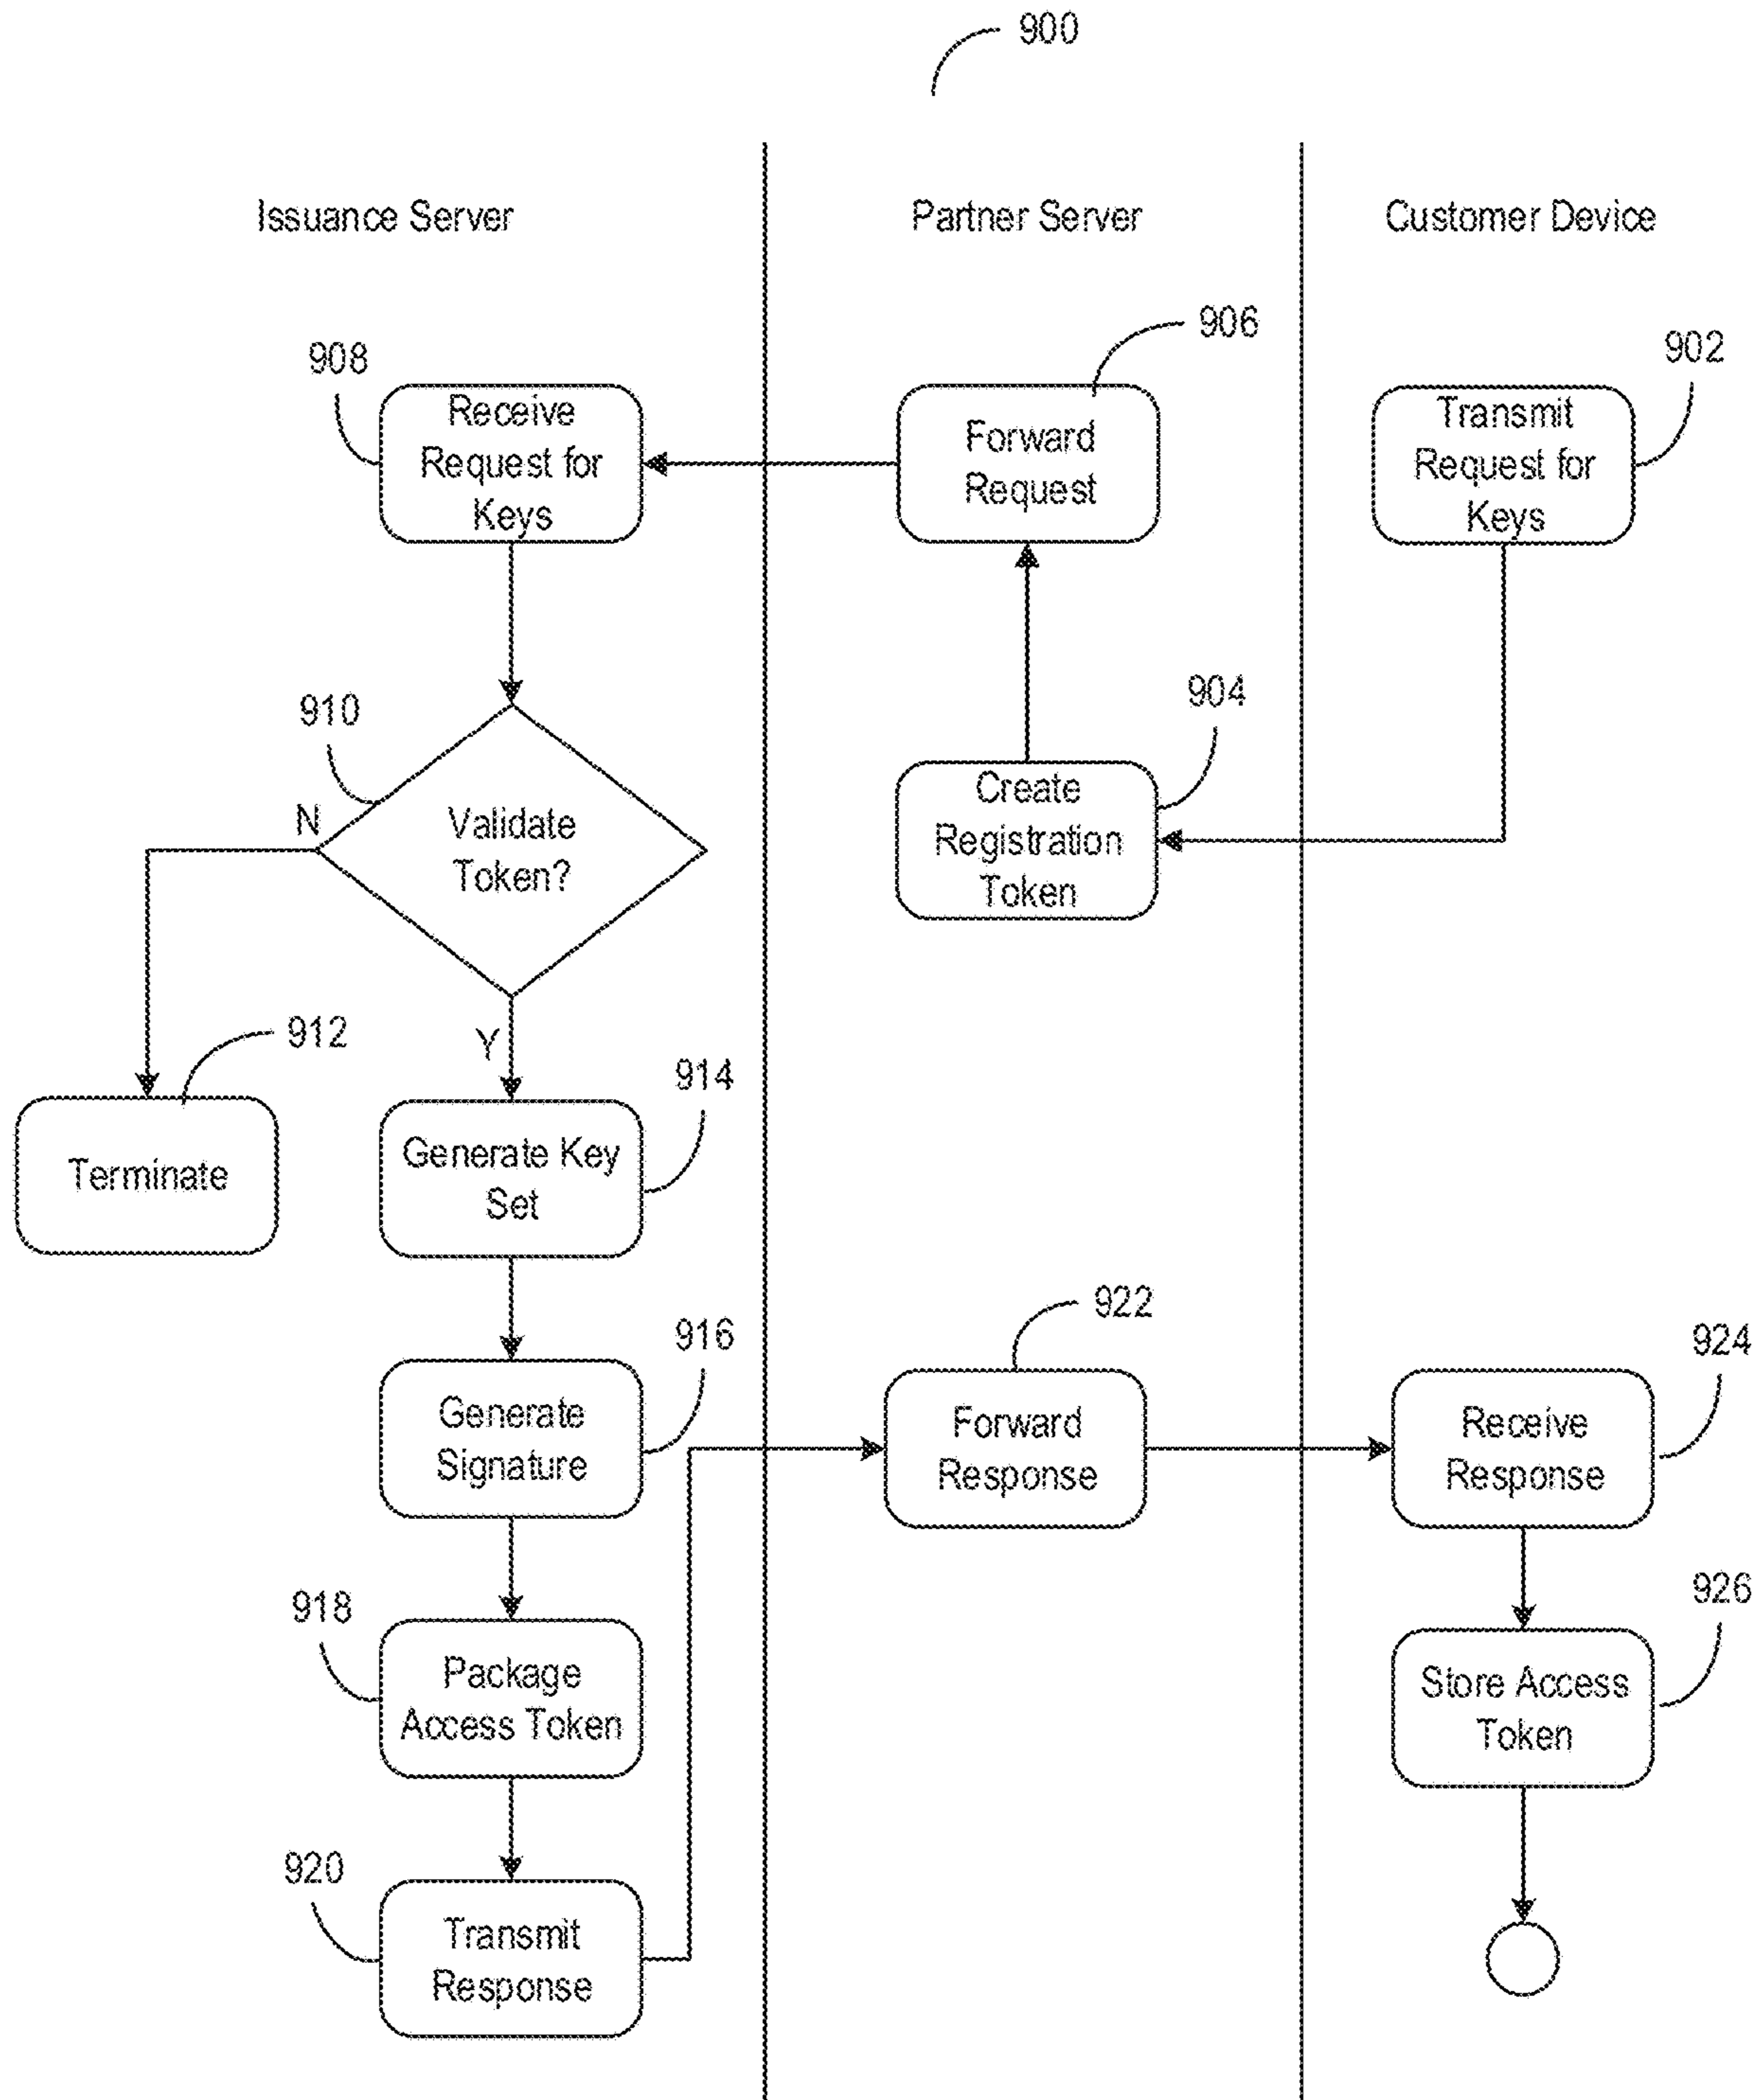 900
Issuance Server
Partner Server
Customer Device
906
902
908
Receive
Request for
Keys
Forward
Request
Transmit
Request for
Keys
910
904
N
Validate
Token?
Create
Registration
Token
912
Y
914
Terminate
Generate Key
Set
922
916
924
Generate
Signature
Forward
Response
Receive
Response
918
926
Package
Access Token
Store Access
Token
920
Transmit
Response